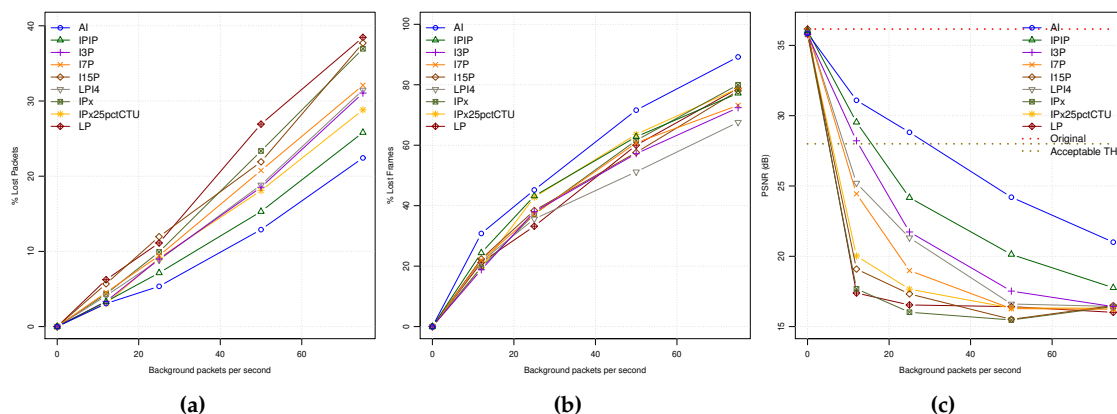 AI
IPIP
I3P
I7P
I15P
LPI4
IPx
IPx25pctCTU
LP
% Lost Packets
40
30
20
10
0
0 20 40 60
Background packets per second
(a)
AI
IPIP
I3P
I7P
I15P
LPI4
IPx
IPx25pctCTU
LP
% Lost Frames
100
80
60
40
20
0
0 20 40 60
Background packets per second
(b)
AI
IPIP
I3P
I7P
I15P
LPI4
IPx
IPx25pctCTU
LP
Original
Acceptable TH
PSNR (dB)
35
30
25
20
15
0 20 40 60
Background packets per second
(c)